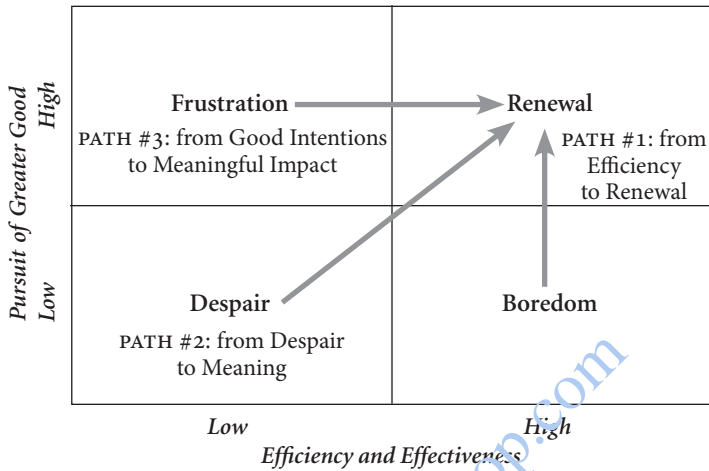 Pursuit of Greater Good
High
Low
Frustration
PATH #3: from Good Intentions
to Meaningful Impact
Renewal
PATH #1: from
Efficiency
to Renewal
Despair
PATH #2: from Despair
to Meaning
Boredom
Low
High
Efficiency and Effectiveness